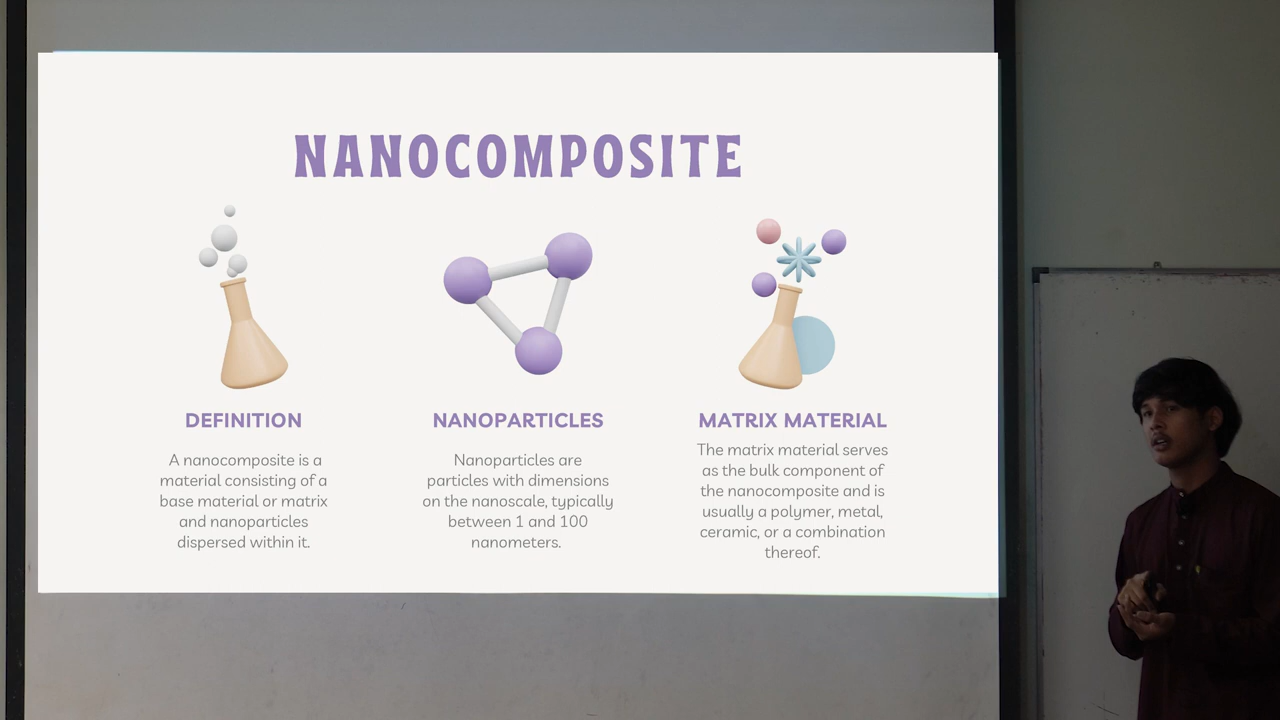 NANOCOMPOSITE
DEFINITION
A nanocomposite is a
material consisting of a
base material or matrix
and nanoparticles
dispersed within it.
NANOPARTICLES
Nanoparticles are
particles with dimensions
on the nanoscale, typically
between 1 and 100
nanometers.
MATRIX MATERIAL
The matrix material serves
as the bulk component of
the nanocomposite and is
usually a polymer, metal,
ceramic, or a combination
thereof.